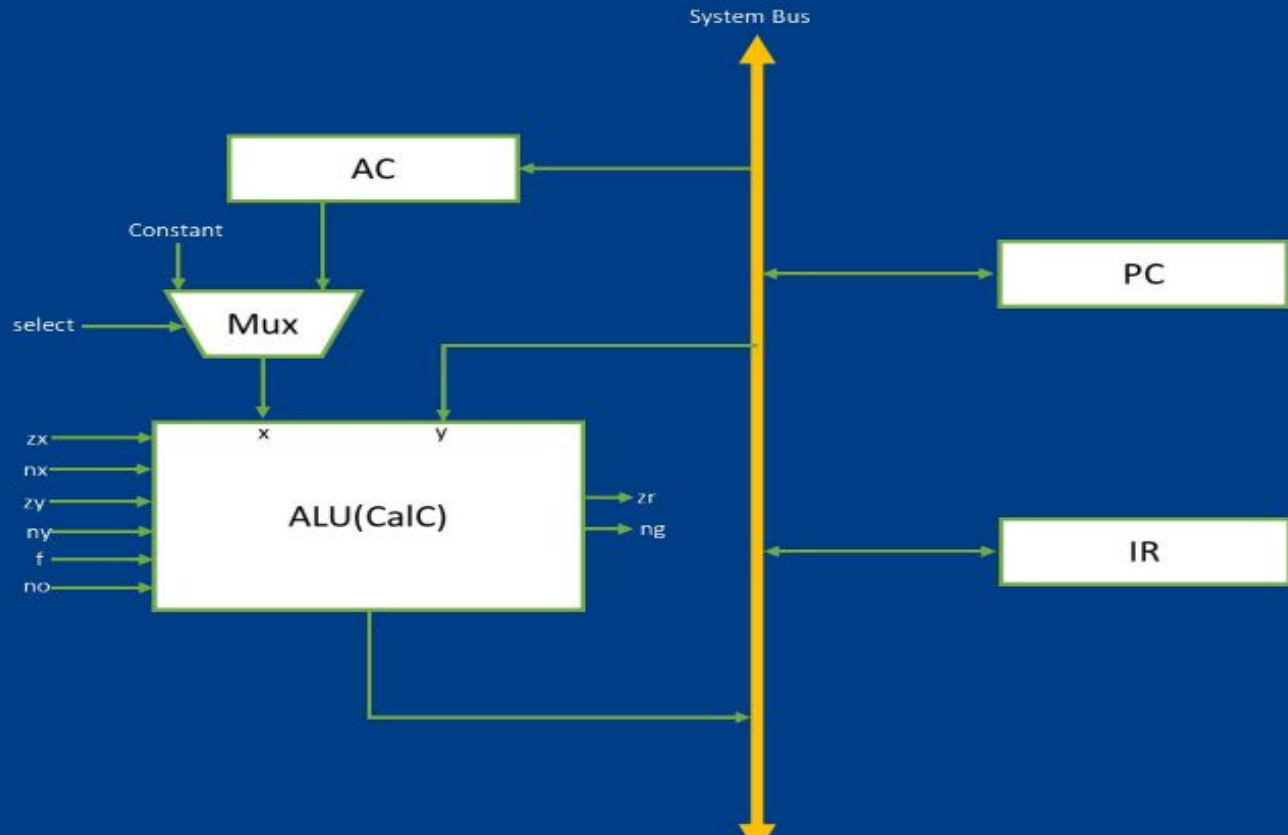 System Bus
AC
Constant
PC
select
Mux
x
y
zx
nx
zy
ny
f
no
ALU(CalC)
zr
ng
IR